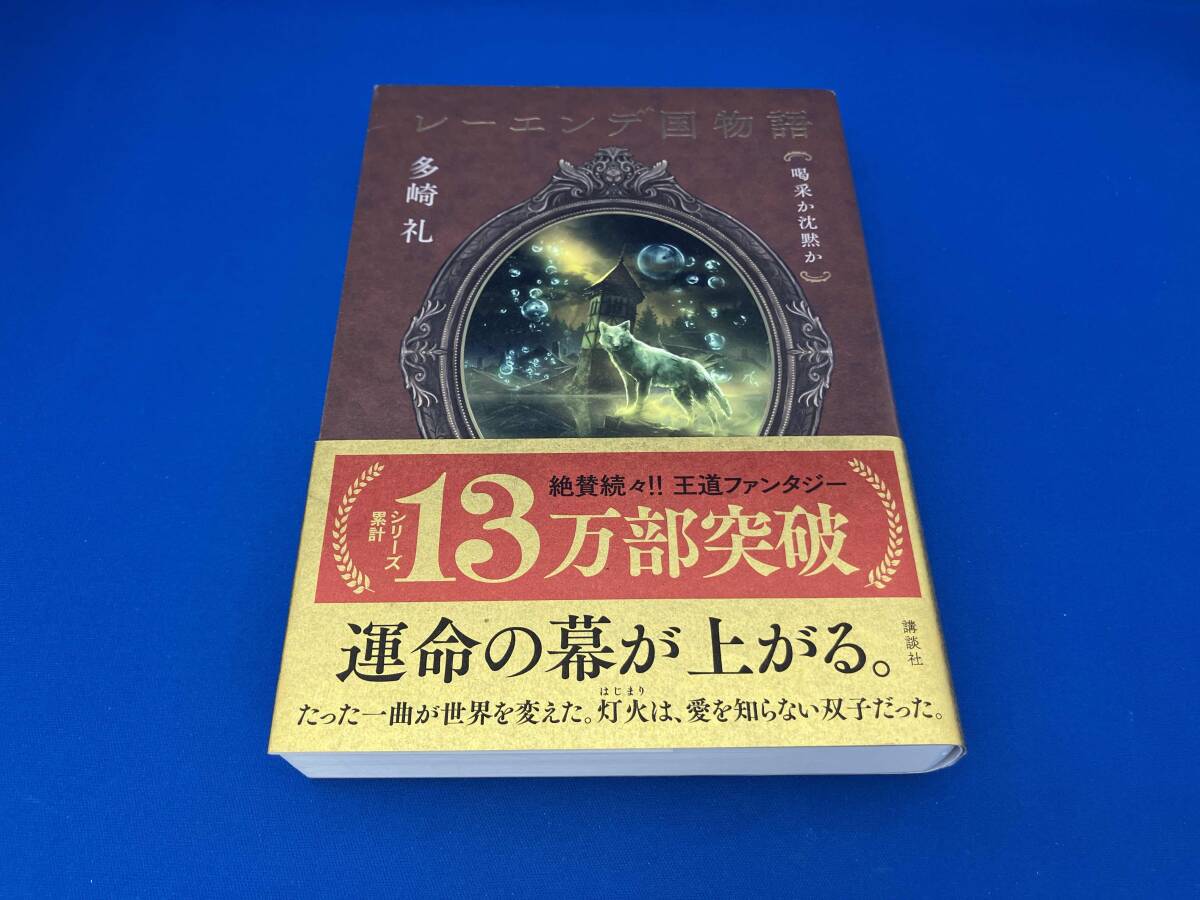 レーエンデ国物語
喝采か沈黙か
多崎礼
絶賛続々!! 王道ファンタジー
シリーズ
累計
13万部突破
運命の幕が上がる。
講談社
はじまり
たった一曲が世界を変えた。灯火は、愛を知らない双子だった。